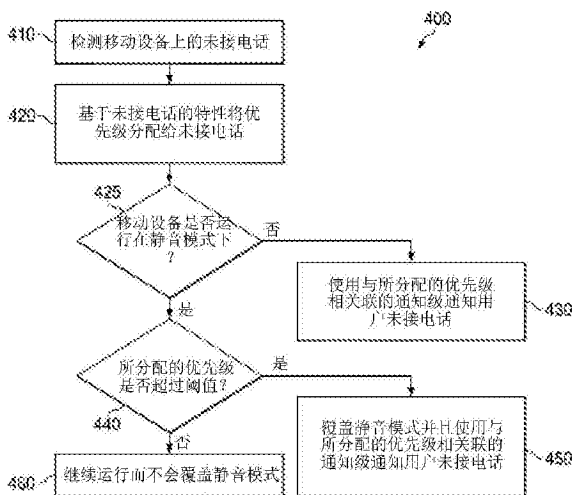 400
410
检测移动设备上的未接电话
420
基于未接电话的特性将优
先级分配给未接电话
425
移动设备是否运
行在静音模式下
?
否
是
使用与所分配的优先级
相关联的通知级通知用
户未接电话
430
所分配的优先级
是否超过阈值?
440
是
否
覆盖静音模式并且使用与
所分配的优先级相关联的
通知级通知用户未接电话
450
460
继续运行而不会覆盖静音模式